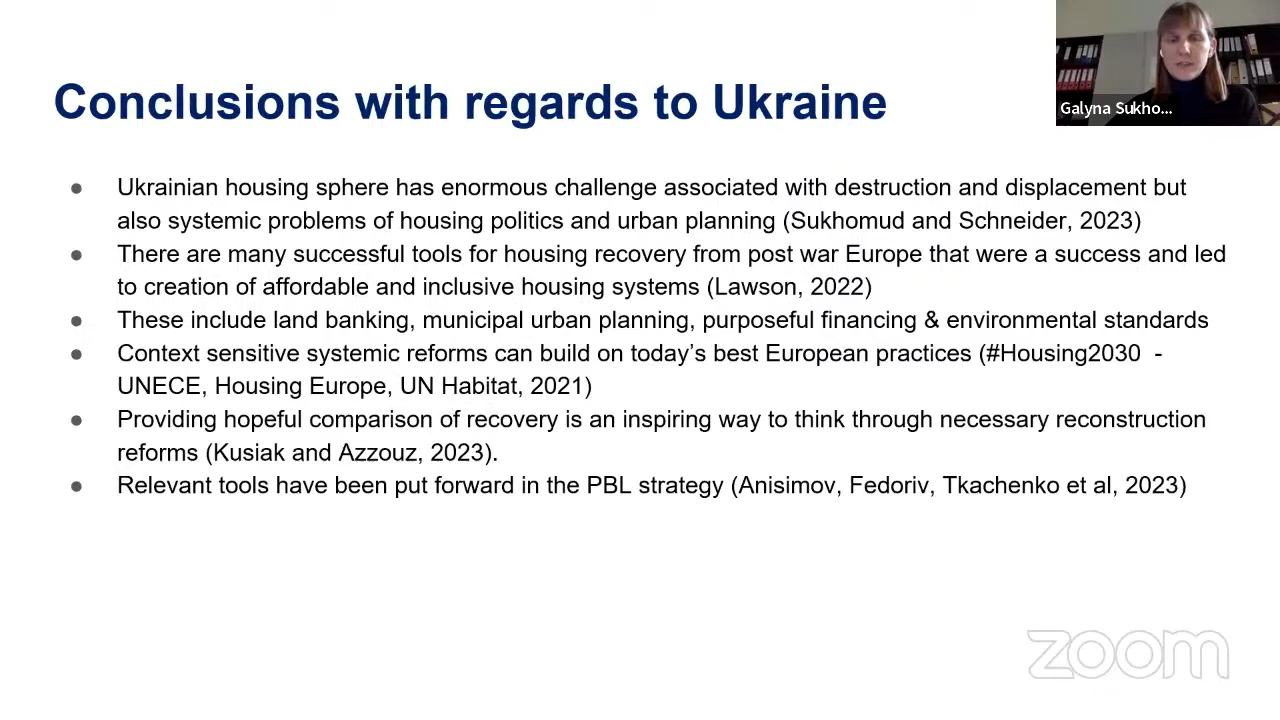 Conclusions with regards to Ukraine
Galyna Sukho...
● Ukrainian housing sphere has enormous challenge associated with destruction and displacement but
also systemic problems of housing politics and urban planning (Sukhomud and Schneider, 2023)
● There are many successful tools for housing recovery from post war Europe that were a success and led
to creation of affordable and inclusive housing systems (Lawson, 2022)
● These include land banking, municipal urban planning, purposeful financing & environmental standards
● Context sensitive systemic reforms can build on today’s best European practices (#Housing2030 -
UNECE, Housing Europe, UN Habitat, 2021)
● Providing hopeful comparison of recovery is an inspiring way to think through necessary reconstruction
reforms (Kusiak and Azzouz, 2023).
● Relevant tools have been put forward in the PBL strategy (Anisimov, Fedoriv, Tkachenko et al, 2023)
zoom